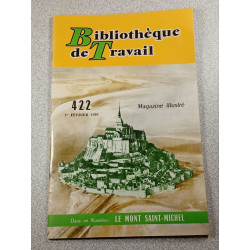 Bibliothèque
de Travail
422
Magazine illustré
1er FÉVRIER 1959
Dans ce Numéro : LE MONT SAINT-MICHEL